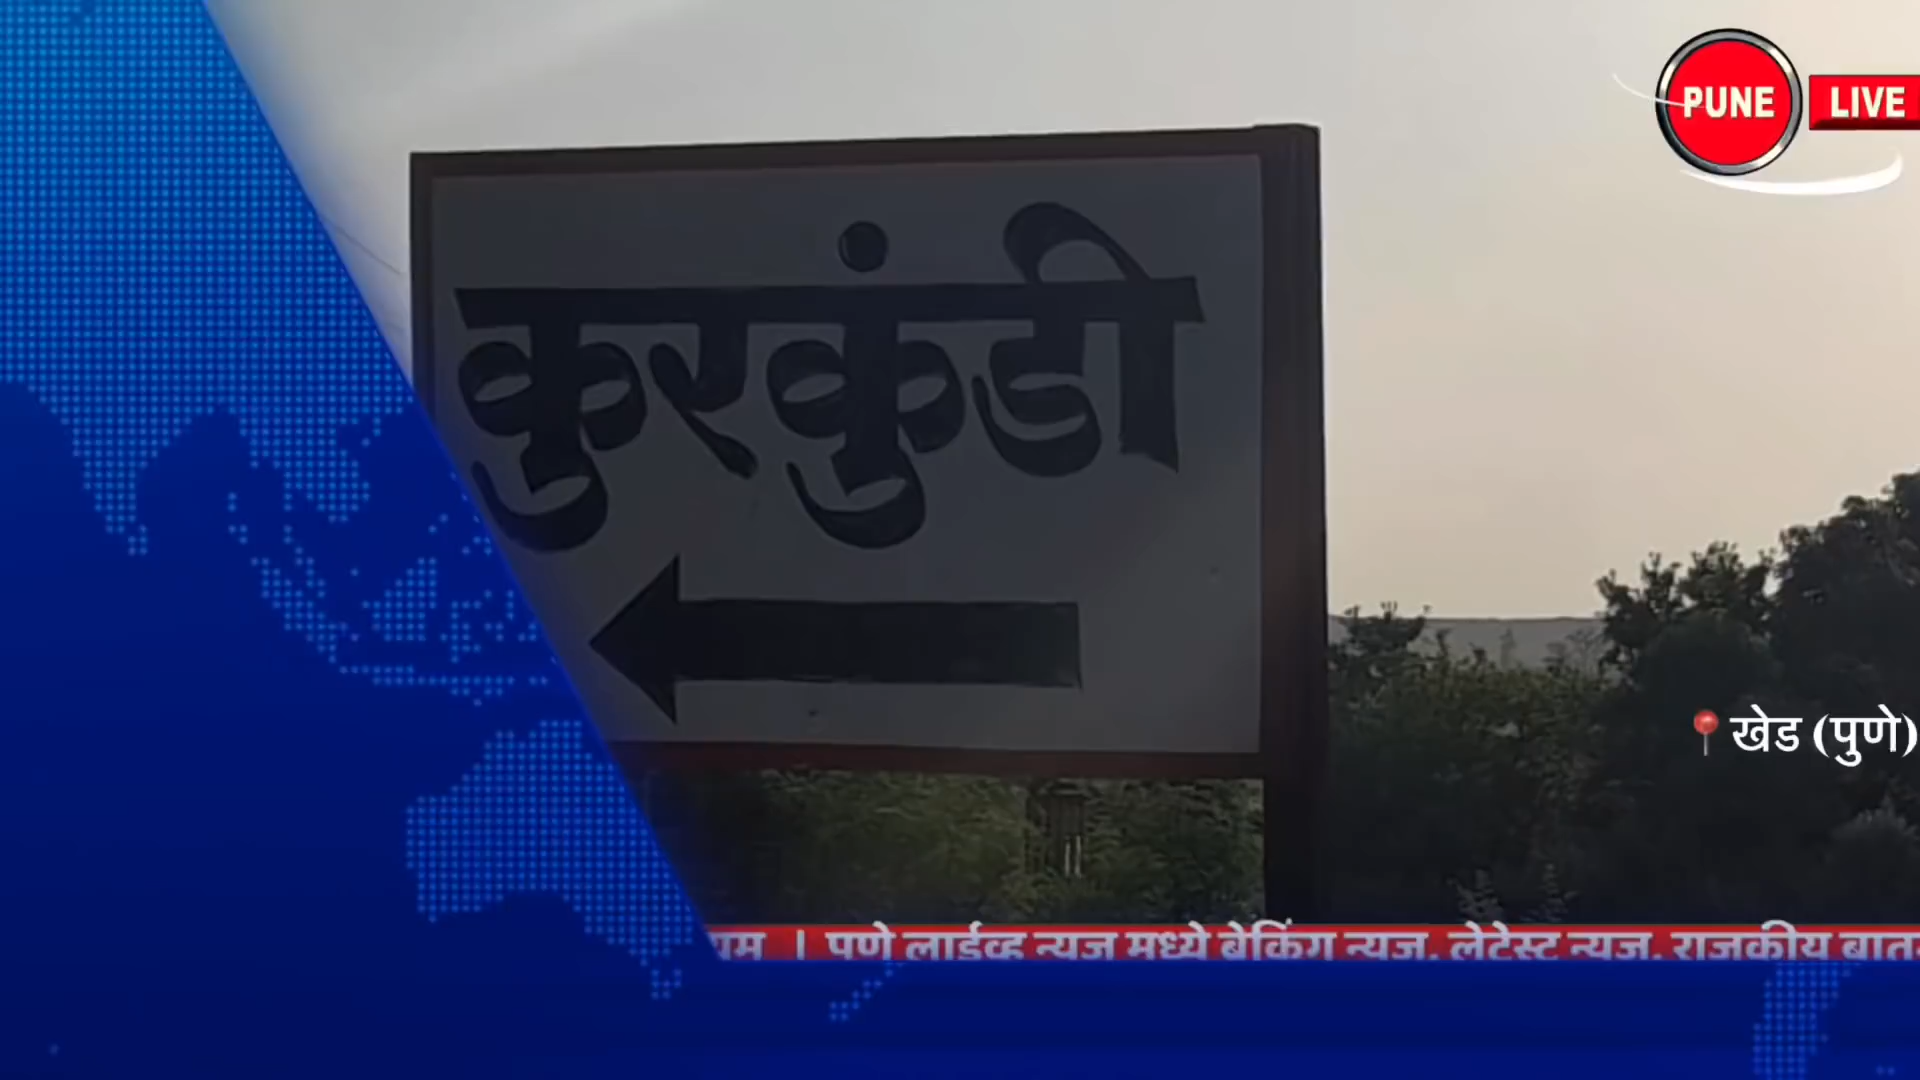 PUNE LIVE
कुरकुंडी
खेड (पुणे)
। पुणे लाईव्ह न्यूज मध्ये ब्रेकिंग न्यूज, लेटेस्ट न्यूज, राजकीय